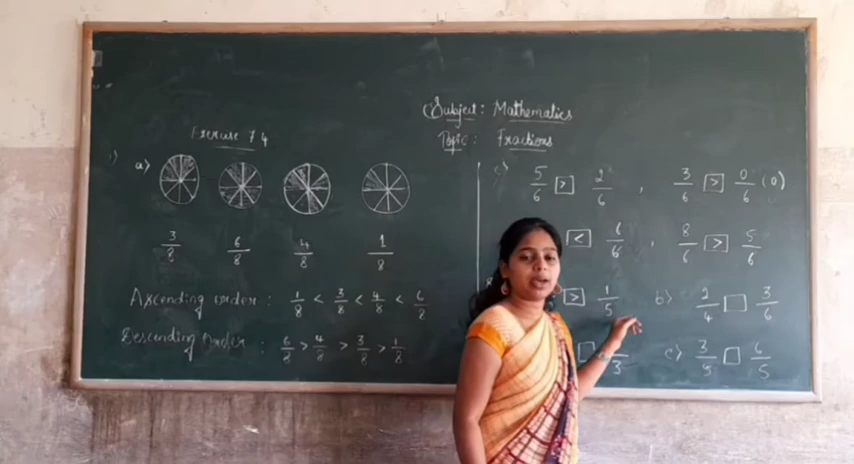 Subject: Mathematics
Topic: Fractions
Exercise 7.4
1) a)
3/8 6/8 4/8 1/8
Ascending order: 1/8 < 3/8 < 4/8 < 6/8
Descending Order: 6/8 > 4/8 > 3/8 > 1/8
c) 5/6 > 2/6, 3/6 > 0/6 (0)
< 6/6, 8/6 > 5/6
> 1/5 b) 2/4 □ 3/6
□ /3 c) 3/5 □ 6/5